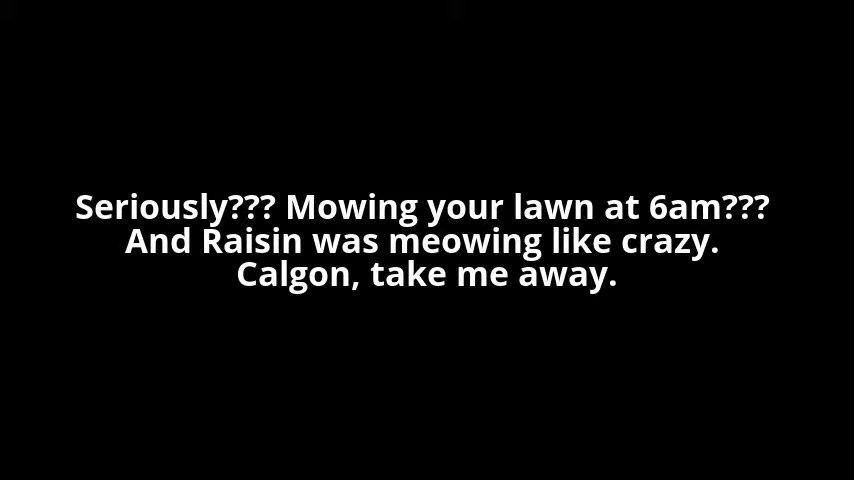 Seriously??? Mowing your lawn at 6am???
And Raisin was meowing like crazy.
Calgon, take me away.